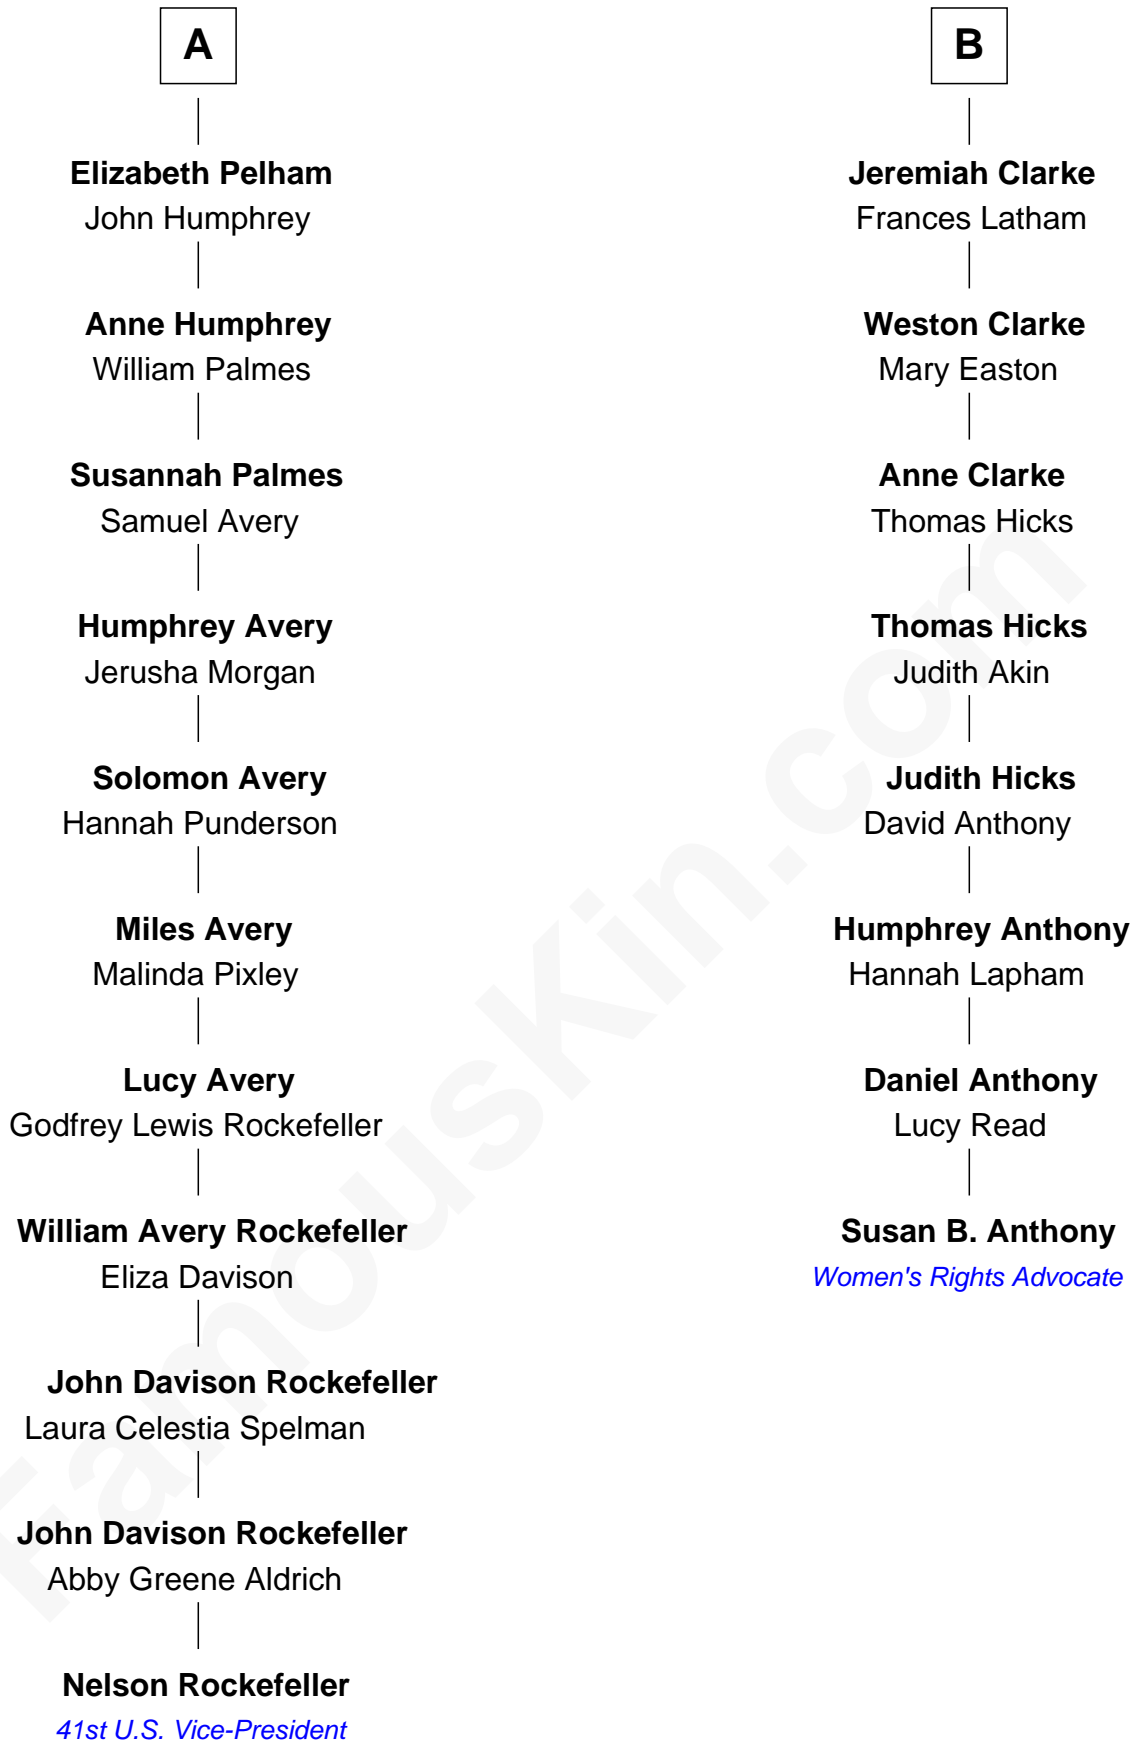 A
Elizabeth Pelham
John Humphrey
Anne Humphrey
William Palmes
Susannah Palmes
Samuel Avery
Humphrey Avery
Jerusha Morgan
Solomon Avery
Hannah Punderson
Miles Avery
Malinda Pixley
Lucy Avery
Godfrey Lewis Rockefeller
William Avery Rockefeller
Eliza Davison
John Davison Rockefeller
Laura Celestia Spelman
John Davison Rockefeller
Abby Greene Aldrich
Nelson Rockefeller
41st U.S. Vice-President
B
Jeremiah Clarke
Frances Latham
Weston Clarke
Mary Easton
Anne Clarke
Thomas Hicks
Thomas Hicks
Judith Akin
Judith Hicks
David Anthony
Humphrey Anthony
Hannah Lapham
Daniel Anthony
Lucy Read
Susan B. Anthony
Women's Rights Advocate
FamousKin.com